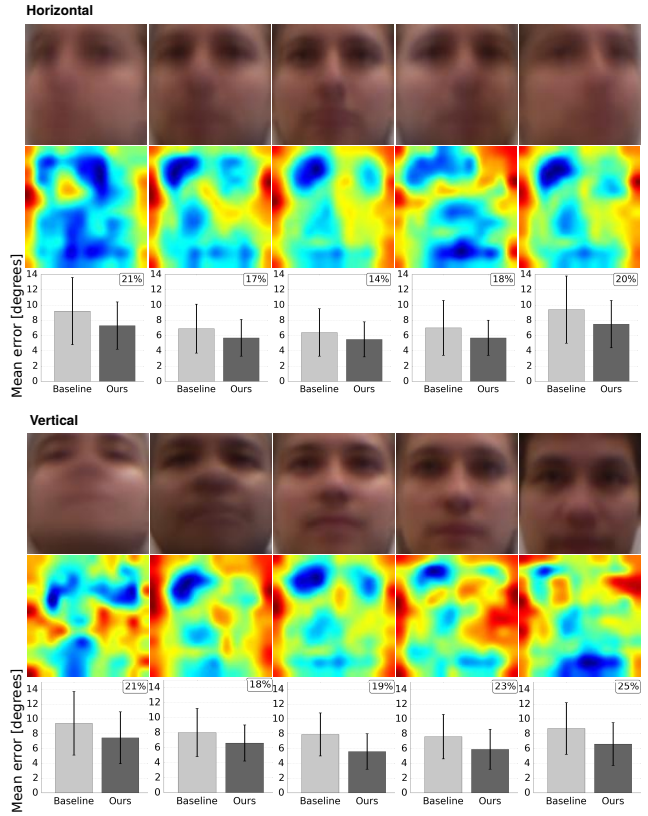 Horizontal
Mean error [degrees]
14 12 10 8 6 4 2 0
21%
Baseline Ours
14 12 10 8 6 4 2 0
17%
Baseline Ours
14 12 10 8 6 4 2 0
14%
Baseline Ours
14 12 10 8 6 4 2 0
18%
Baseline Ours
14 12 10 8 6 4 2 0
20%
Baseline Ours
Vertical
Mean error [degrees]
14 12 10 8 6 4 2 0
21%
Baseline Ours
14 12 10 8 6 4 2 0
18%
Baseline Ours
14 12 10 8 6 4 2 0
19%
Baseline Ours
14 12 10 8 6 4 2 0
23%
Baseline Ours
14 12 10 8 6 4 2 0
25%
Baseline Ours